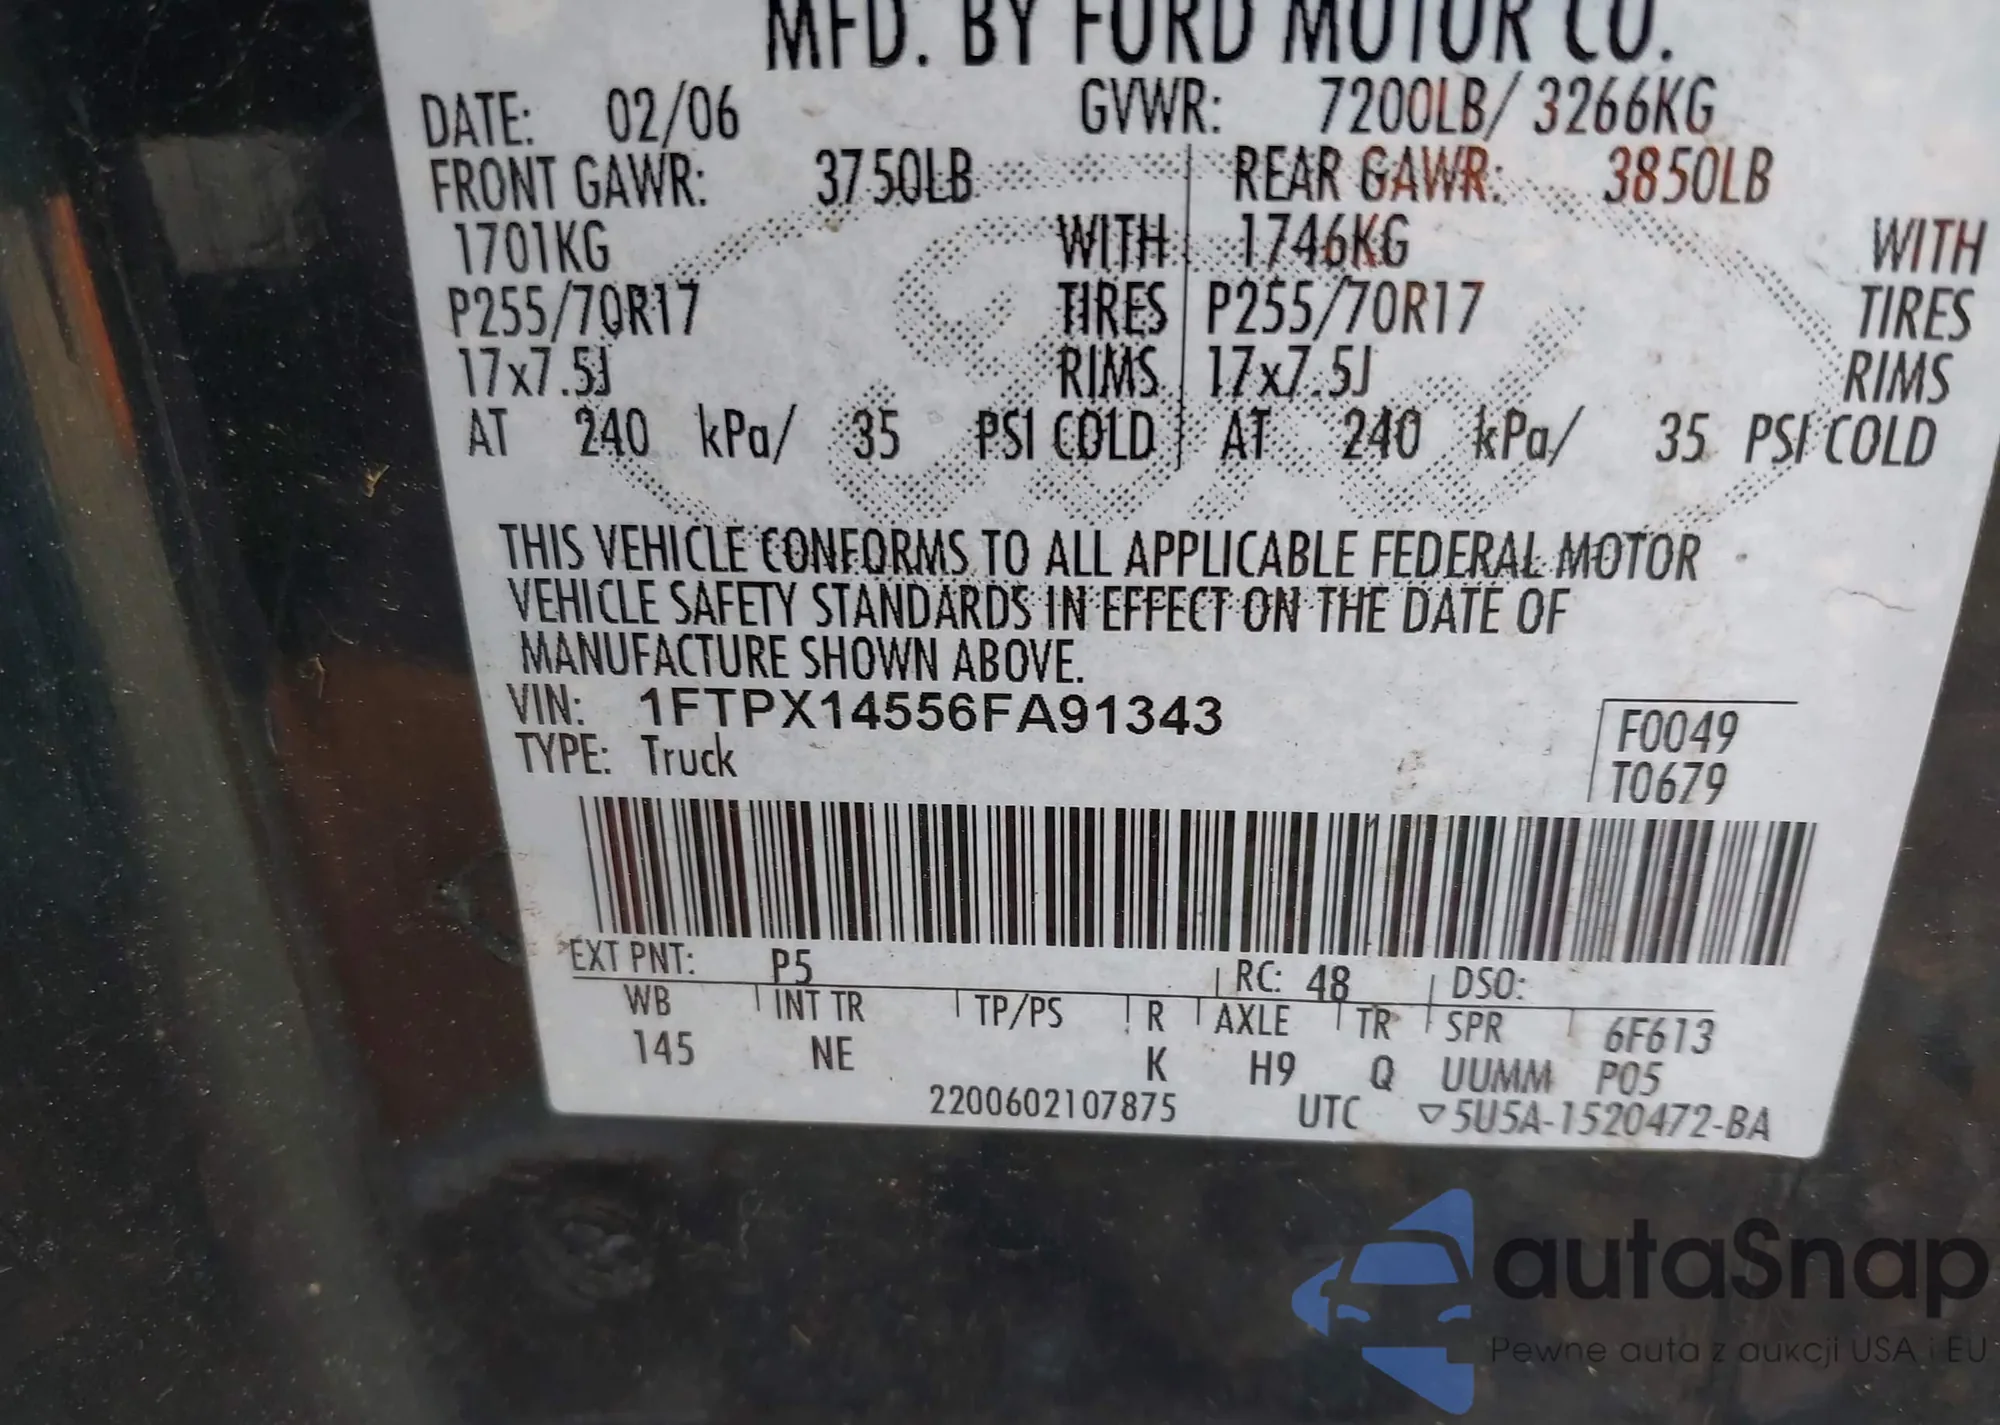 MFD. BY FORD MOTOR CO.
DATE: 02/06 GVWR: 7200LB/ 3266KG
FRONT GAWR: 3750LB REAR GAWR: 3850LB
1701KG WITH 1746KG WITH
P255/70R17 TIRES P255/70R17 TIRES
17x7.5J RIMS 17x7.5J RIMS
AT 240 kPa/ 35 PSI COLD AT 240 kPa/ 35 PSI COLD
THIS VEHICLE CONFORMS TO ALL APPLICABLE FEDERAL MOTOR
VEHICLE SAFETY STANDARDS IN EFFECT ON THE DATE OF
MANUFACTURE SHOWN ABOVE.
VIN: 1FTPX14556FA91343
F0049
TYPE: Truck
T0679
EXT PNT: P5 RC: 48 DSO:
WB INT TR TP/PS R AXLE TR SPR 6F613
145 NE K H9 Q UUMM P05
2200602107875 UTC ▽5U5A-1520472-BA
autaSnap
Pewne auta z aukcji USA i EU